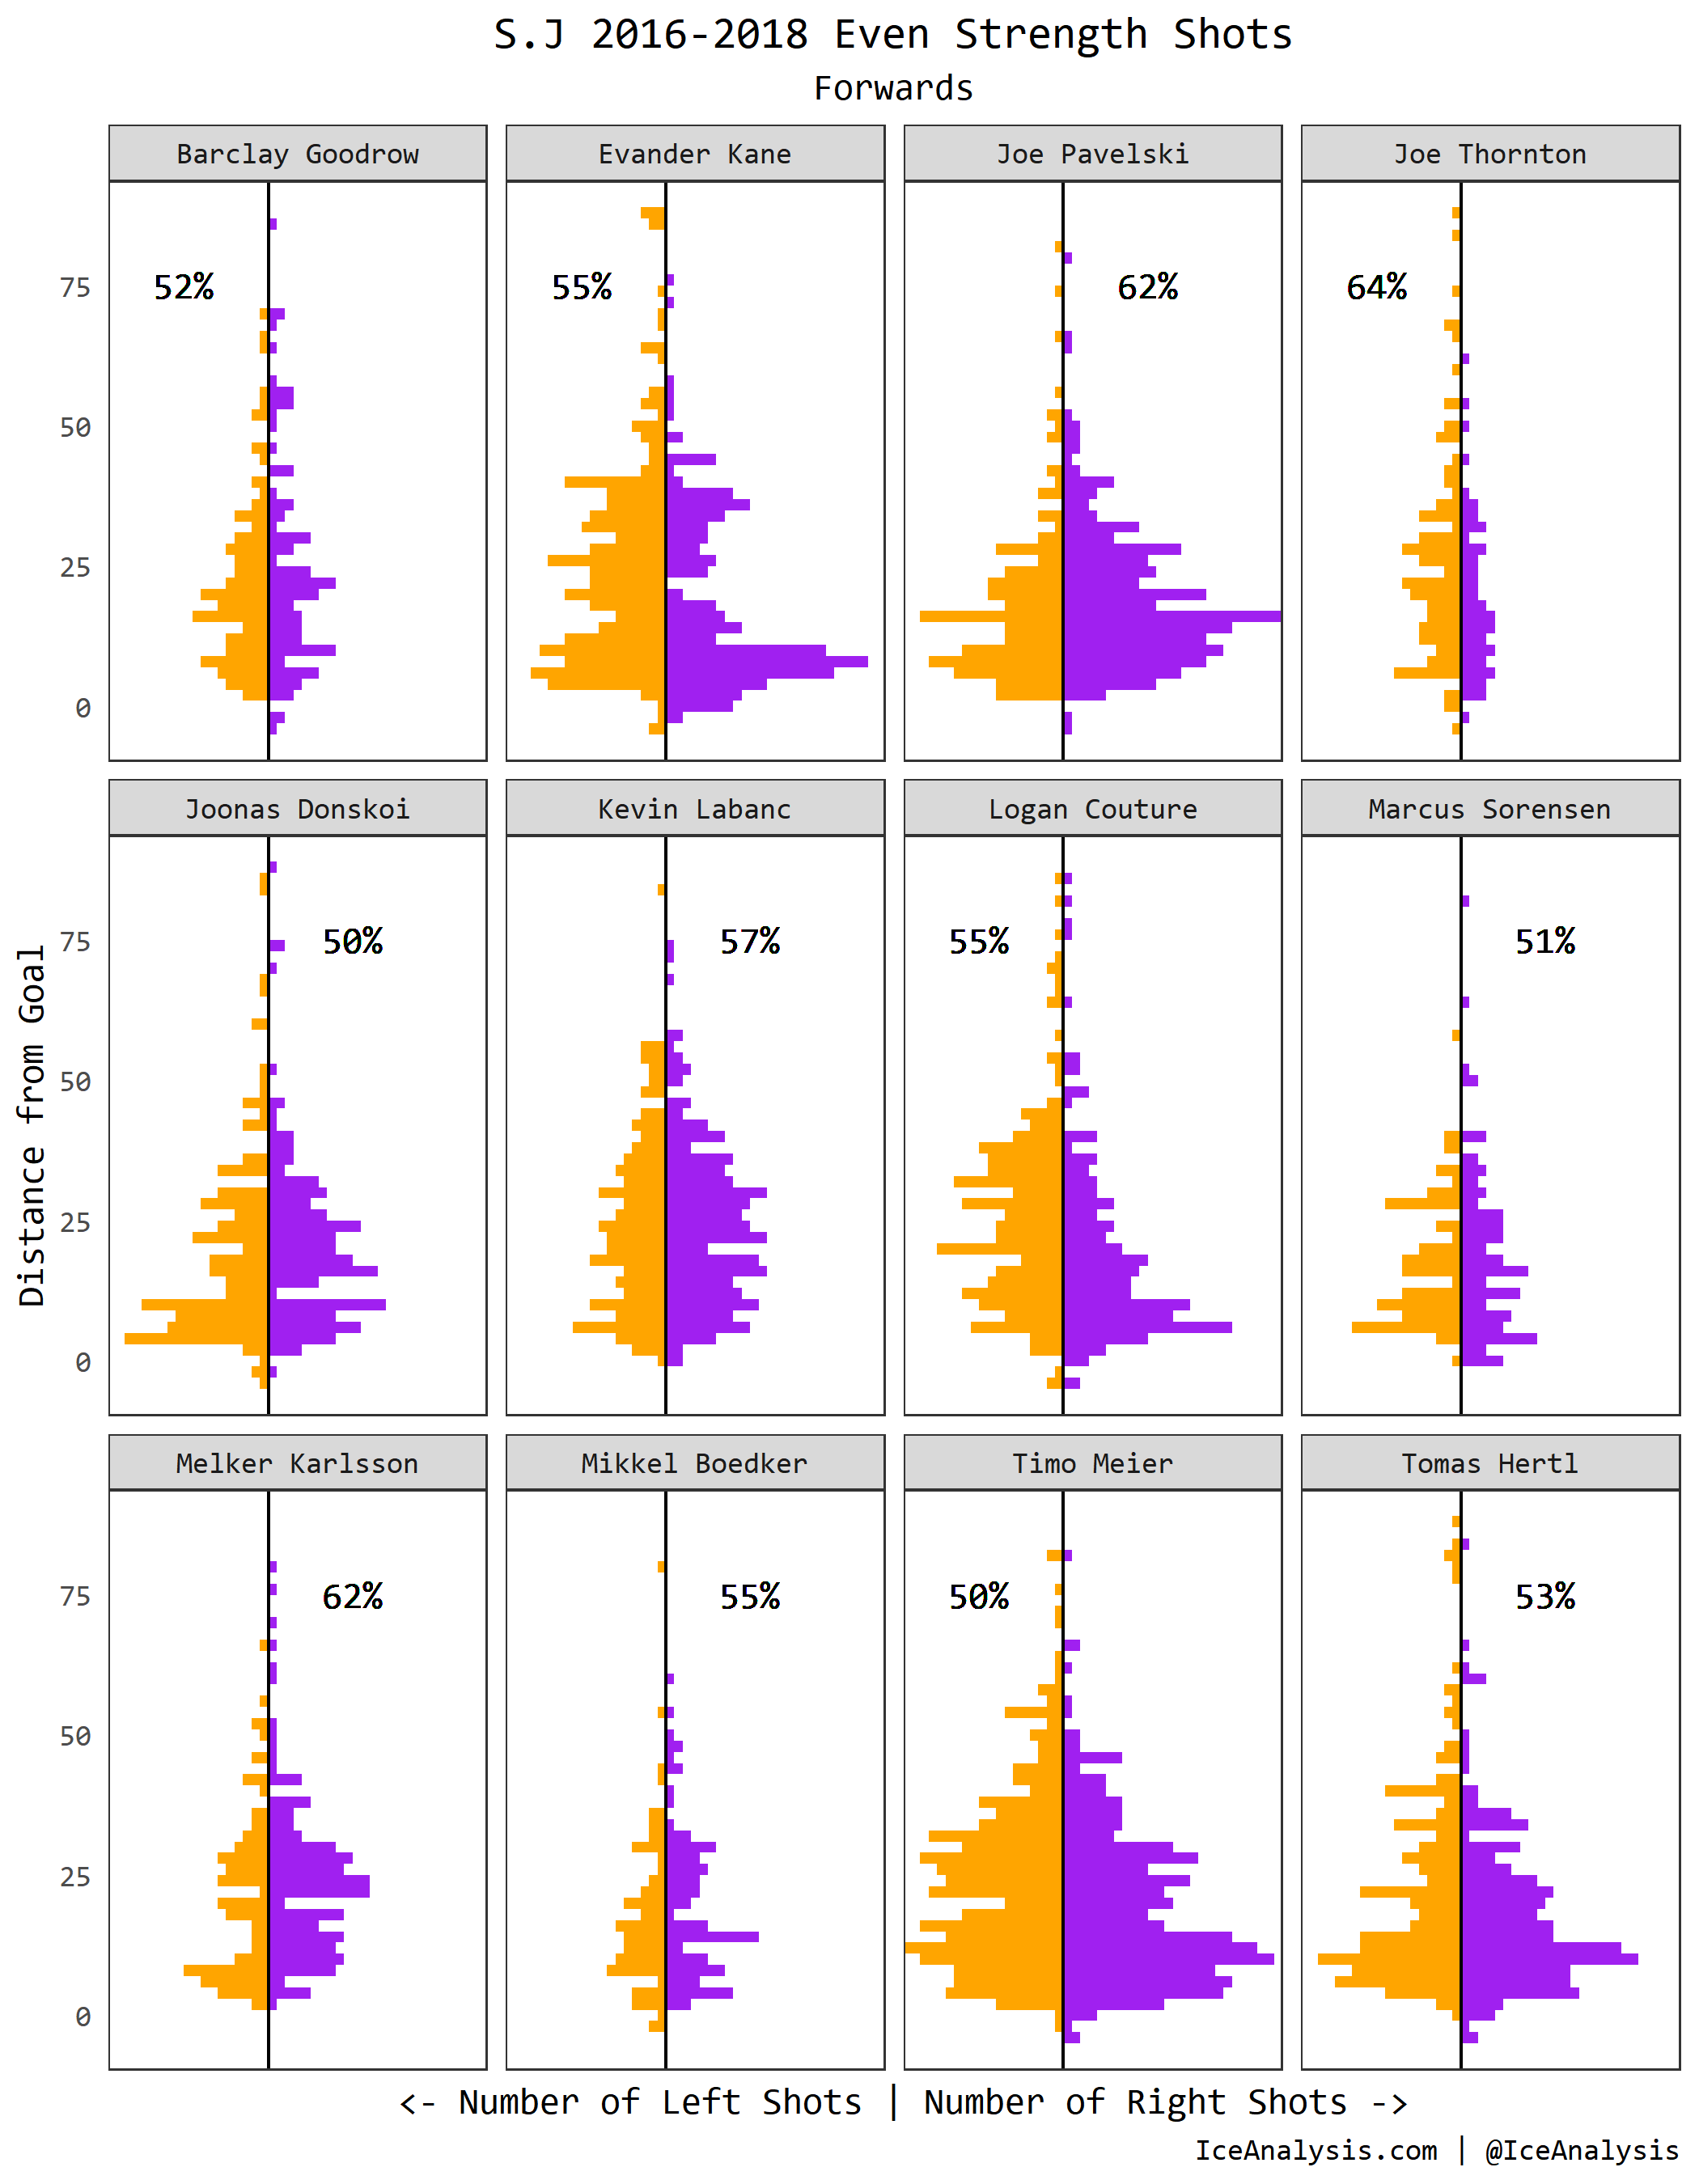 S.J 2016-2018 Even Strength Shots
Forwards
Barclay Goodrow Evander Kane Joe Pavelski Joe Thornton
75 52% 55% 62% 64%
50
25
0
Joonas Donskoi Kevin Labanc Logan Couture Marcus Sorensen
75 50% 57% 55% 51%
50
25
0
Distance from Goal
Melker Karlsson Mikkel Boedker Timo Meier Tomas Hertl
75 62% 55% 50% 53%
50
25
0
<- Number of Left Shots | Number of Right Shots ->
IceAnalysis.com | @IceAnalysis